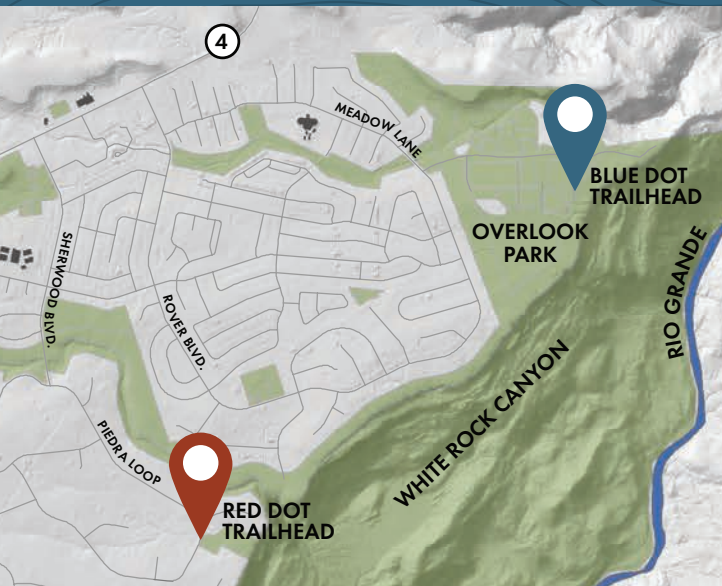 4
MEADOW LANE
BLUE DOT
TRAILHEAD
OVERLOOK
PARK
SHERWOOD BLVD.
RIO GRANDE
ROVER BLVD.
WHITE ROCK CANYON
PIEDRA LOOP
RED DOT
TRAILHEAD